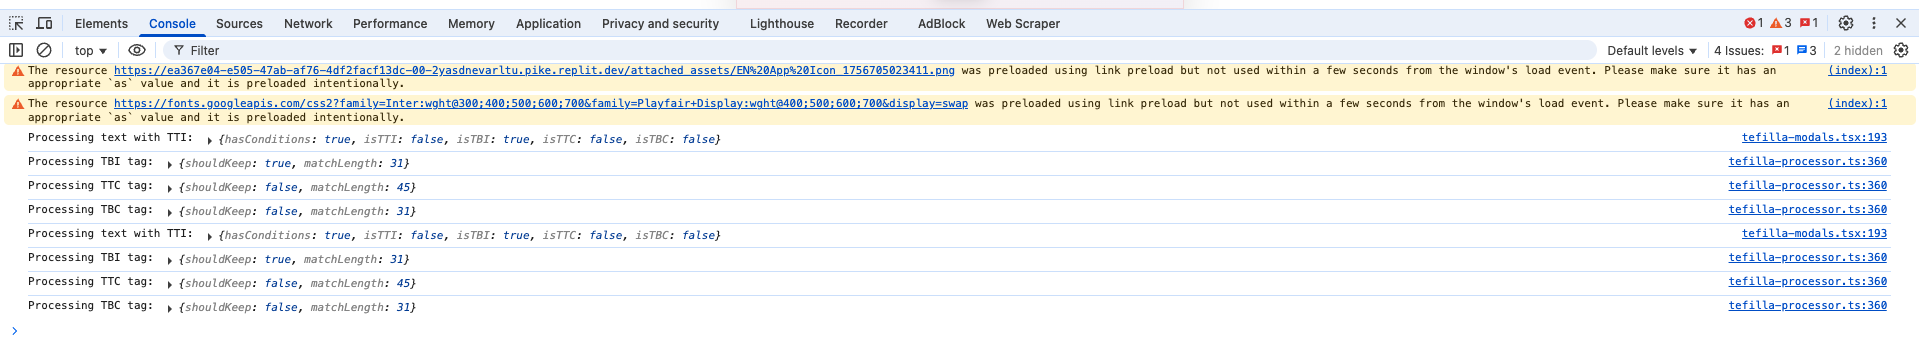 Elements Console Sources Network Performance Memory Application Privacy and security Lighthouse Recorder AdBlock Web Scraper 1 3 1
top Filter Default levels 4 Issues: 1 3 2 hidden
The resource https://ea367e04-e505-47ab-af76-4df2facf13dc-00-2yasdnevarltu.pike.replit.dev/attached_assets/EN%20App%20Icon_1756705023411.png was preloaded using link preload but not used within a few seconds from the window's load event. Please make sure it has an (index):1
appropriate `as` value and it is preloaded intentionally.
The resource https://fonts.googleapis.com/css2?family=Inter:wght@300;400;500;600;700&family=Playfair+Display:wght@400;500;600;700&display=swap was preloaded using link preload but not used within a few seconds from the window's load event. Please make sure it has an (index):1
appropriate `as` value and it is preloaded intentionally.
Processing text with TTI: {hasConditions: true, isTTI: false, isTBI: true, isTTC: false, isTBC: false} tefilla-modals.tsx:193
Processing TBI tag: {shouldKeep: true, matchLength: 31} tefilla-processor.ts:360
Processing TTC tag: {shouldKeep: false, matchLength: 45} tefilla-processor.ts:360
Processing TBC tag: {shouldKeep: false, matchLength: 31} tefilla-processor.ts:360
Processing text with TTI: {hasConditions: true, isTTI: false, isTBI: true, isTTC: false, isTBC: false} tefilla-modals.tsx:193
Processing TBI tag: {shouldKeep: true, matchLength: 31} tefilla-processor.ts:360
Processing TTC tag: {shouldKeep: false, matchLength: 45} tefilla-processor.ts:360
Processing TBC tag: {shouldKeep: false, matchLength: 31} tefilla-processor.ts:360